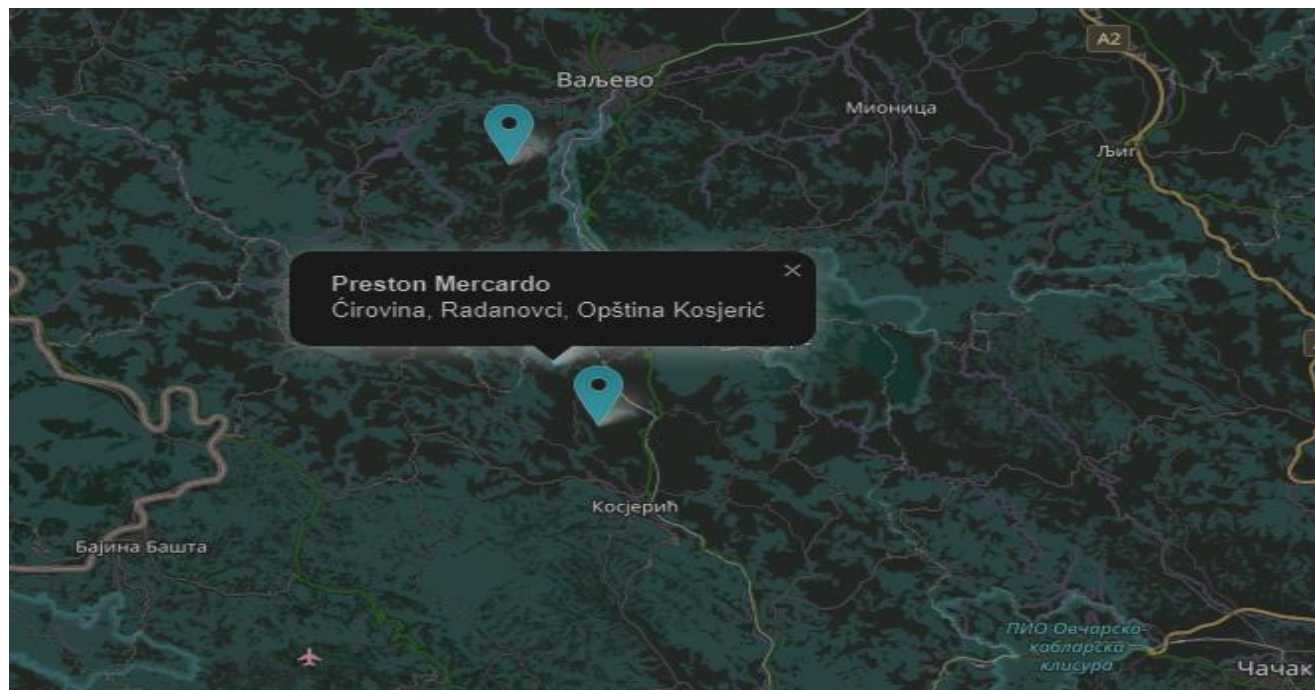 A2
Ваљево
Мионица
Љиг
Preston Mercardo
Ćirovina, Radanovci, Opština Kosjerić
Косјерић
Бајина Башта
ПИО Овчарско-
кабларска
клисура
Чачак